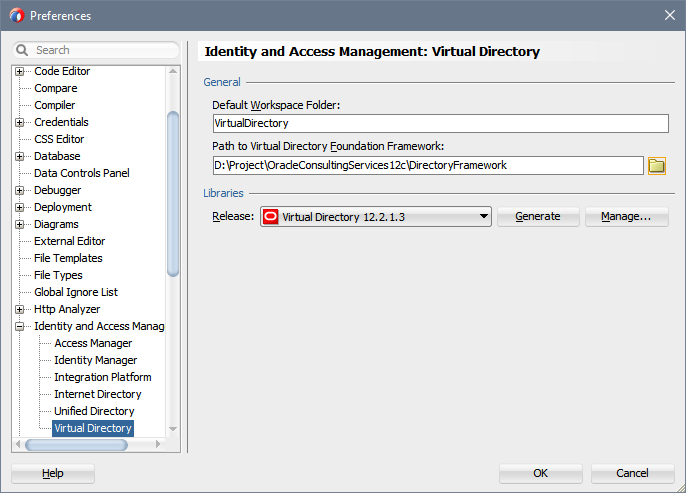 Preferences
Search
Code Editor
Compare
Compiler
Credentials
CSS Editor
Database
Data Controls Panel
Debugger
Deployment
Diagrams
External Editor
File Templates
File Types
Global Ignore List
Http Analyzer
Identity and Access Manag
Access Manager
Identity Manager
Integration Platform
Internet Directory
Unified Directory
Virtual Directory
Identity and Access Management: Virtual Directory
General
Default Workspace Folder:
VirtualDirectory
Path to Virtual Directory Foundation Framework:
D:\Project\OracleConsultingServices12c\DirectoryFramework
Libraries
Release: Virtual Directory 12.2.1.3 Generate Manage...
Help OK Cancel